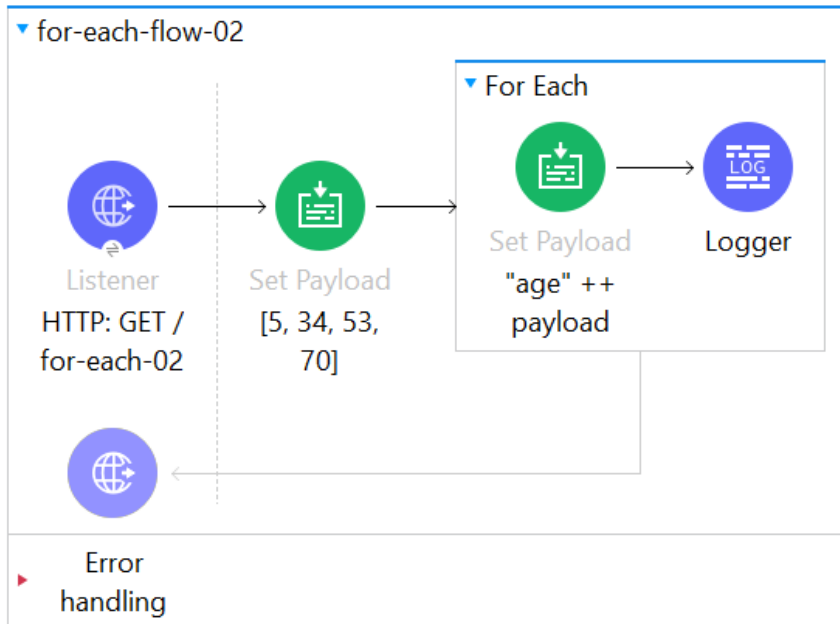 for-each-flow-02
For Each
LOG
Listener
HTTP: GET /
for-each-02
Set Payload
[5, 34, 53,
70]
Set Payload
"age" ++
payload
Logger
Error
handling